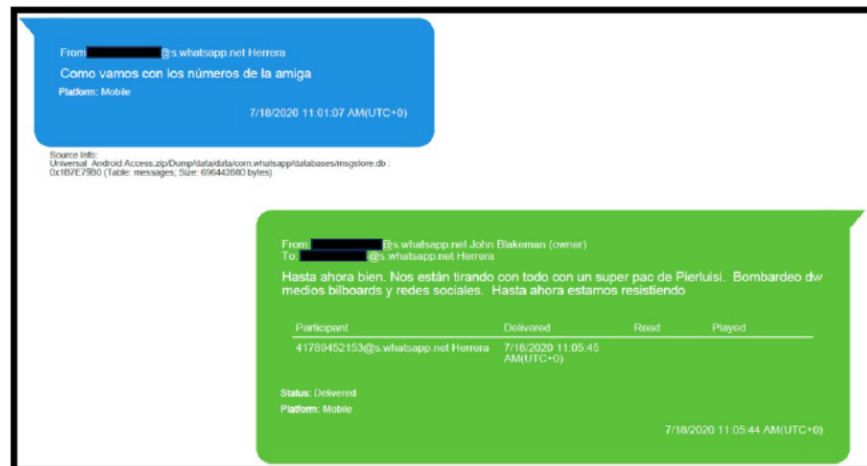 From @s.whatsapp.net Herrera
Como vamos con los números de la amiga
Platform: Mobile
7/18/2020 11:01:07 AM(UTC+0)
Source Info:
Universal_Android Access.zip/Dump/data/data/com.whatsapp/databases/msgstore.db :
0x1B7E79B0 (Table: messages; Size: 696442880 bytes)
From: @s.whatsapp.net John Blakeman (owner)
To: @s.whatsapp.net Herrera
Hasta ahora bien. Nos están tirando con todo con un super pac de Pierluisi. Bombardeo dw
medios bilboards y redes sociales. Hasta ahora estamos resistiendo
Participant Delivered Read Played
41789452153@s.whatsapp.net Herrera 7/18/2020 11:05:45
AM(UTC+0)
Status: Delivered
Platform: Mobile
7/18/2020 11:05:44 AM(UTC+0)